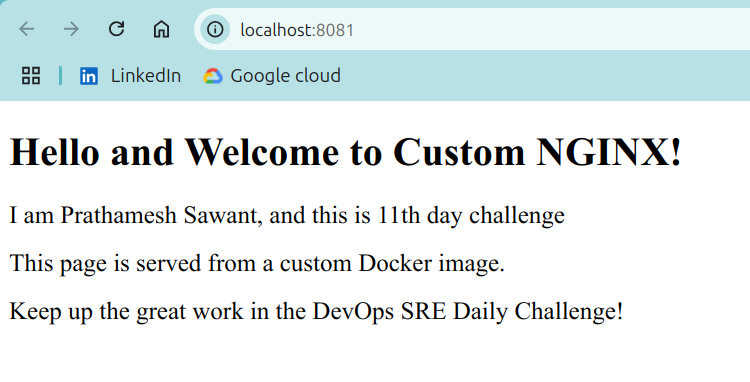 localhost:8081
LinkedIn Google cloud
Hello and Welcome to Custom NGINX!
I am Prathamesh Sawant, and this is 11th day challenge
This page is served from a custom Docker image.
Keep up the great work in the DevOps SRE Daily Challenge!